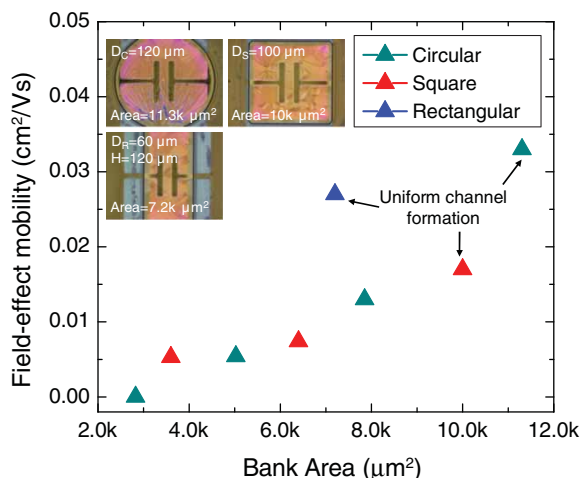 0.05
0.04
0.03
0.02
0.01
0.00
Field-effect mobility (cm²/Vs)
D_C=120 µm
Area=11.3k µm²
D_S=100 µm
Area=10k µm²
D_R=60 µm
H=120 µm
Area=7.2k µm²
Circular
Square
Rectangular
Uniform channel
formation
2.0k 4.0k 6.0k 8.0k 10.0k 12.0k
Bank Area (µm²)